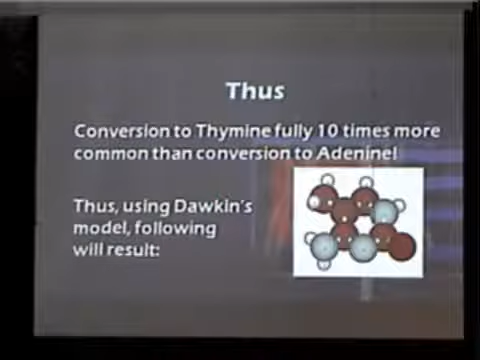 Thus
Conversion to Thymine fully 10 times more
common than conversion to Adenine!
Thus, using Dawkin's
model, following
will result: